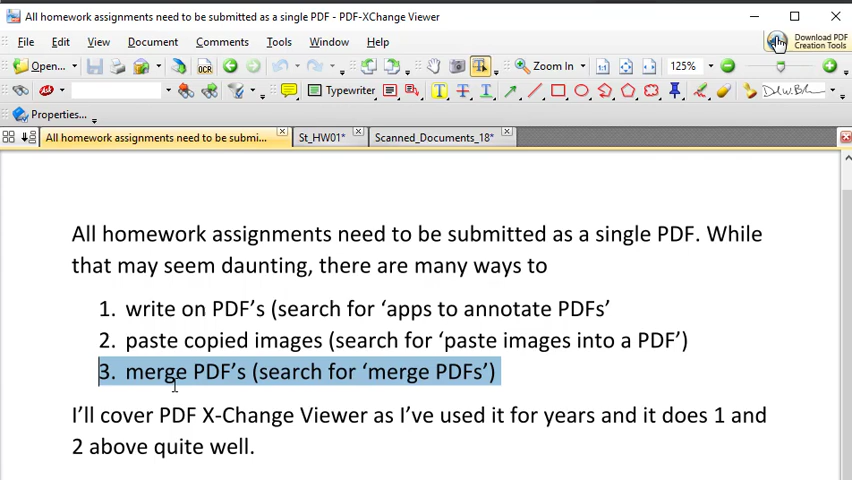 All homework assignments need to be submitted as a single PDF - PDF-XChange Viewer
File Edit View Document Comments Tools Window Help
Download PDF
Creation Tools
Open... OCR Zoom In 125%
Typewriter
Properties...
All homework assignments need to be submi... St_HW01* Scanned_Documents_18*
All homework assignments need to be submitted as a single PDF. While
that may seem daunting, there are many ways to
1. write on PDF’s (search for ‘apps to annotate PDFs’
2. paste copied images (search for ‘paste images into a PDF’)
3. merge PDF’s (search for ‘merge PDFs’)
I’ll cover PDF X-Change Viewer as I’ve used it for years and it does 1 and
2 above quite well.